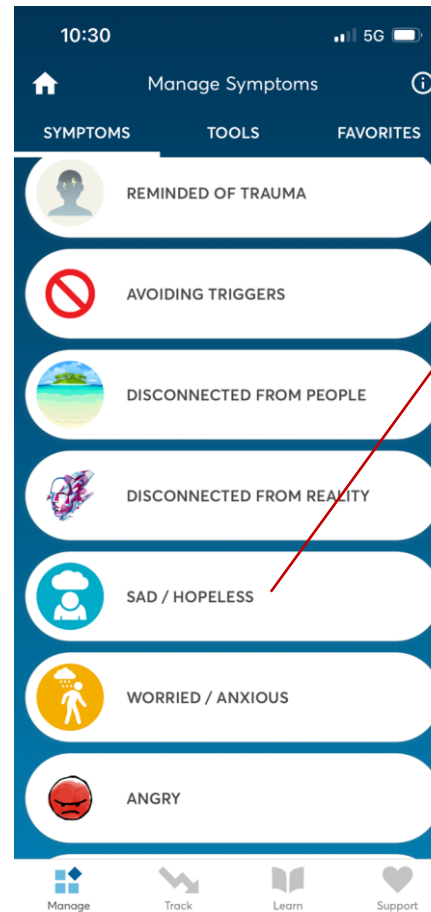 10:30 5G
Manage Symptoms
SYMPTOMS TOOLS FAVORITES
REMINDED OF TRAUMA
AVOIDING TRIGGERS
DISCONNECTED FROM PEOPLE
DISCONNECTED FROM REALITY
SAD / HOPELESS
WORRIED / ANXIOUS
ANGRY
Manage Track Learn Support